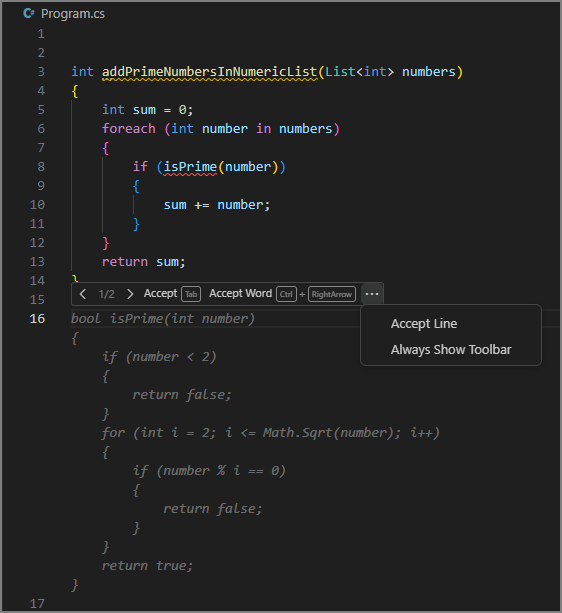 C# Program.cs
1
2
3 int addPrimeNumbersInNumericList(List<int> numbers)
4 {
5 int sum = 0;
6 foreach (int number in numbers)
7 {
8 if (isPrime(number))
9 {
10 sum += number;
11 }
12 }
13 return sum;
14 }
< 1/2 > Accept Tab Accept Word Ctrl + RightArrow ...
15
Accept Line
Always Show Toolbar
16 bool isPrime(int number)
{
if (number < 2)
{
return false;
}
for (int i = 2; i <= Math.Sqrt(number); i++)
{
if (number % i == 0)
{
return false;
}
}
return true;
}
17